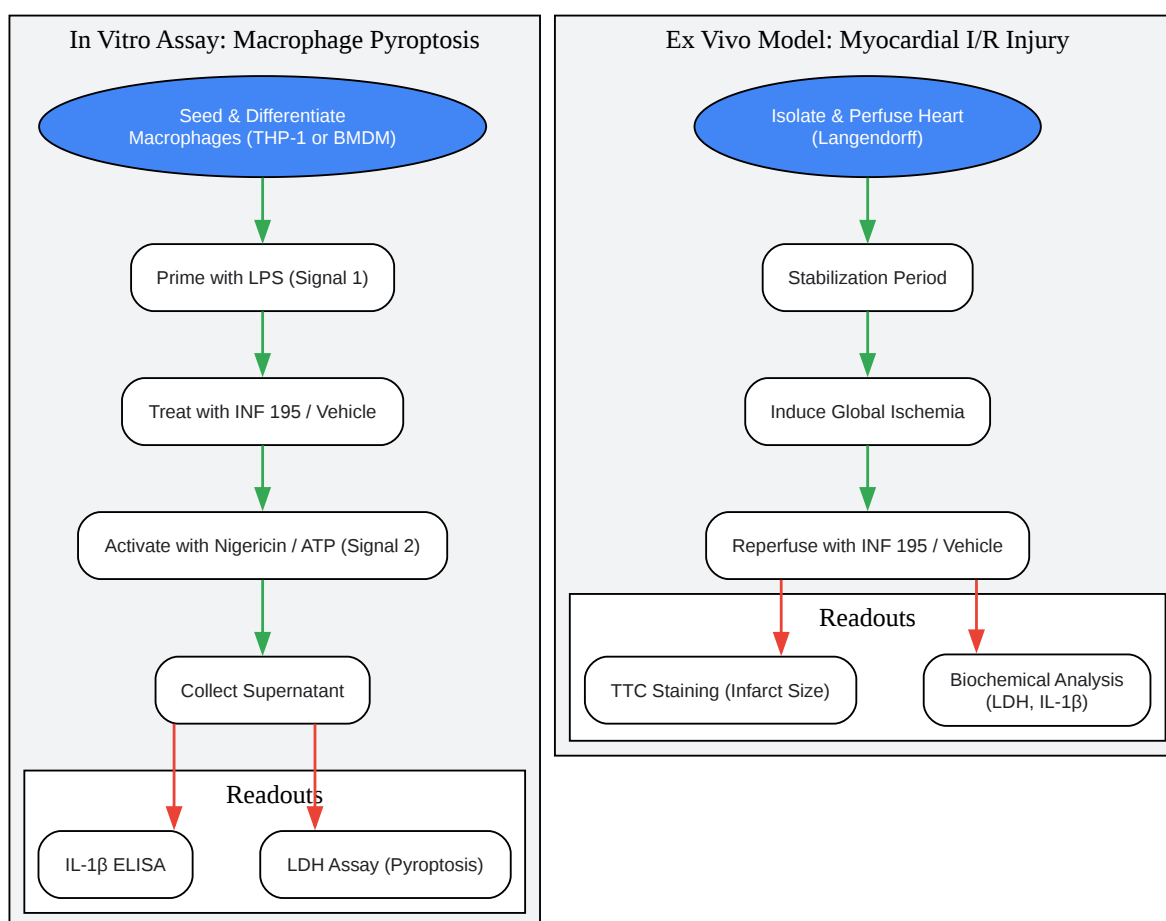 In Vitro Assay: Macrophage Pyroptosis
Seed & Differentiate
Macrophages (THP-1 or BMDM)
Prime with LPS (Signal 1)
Treat with INF 195 / Vehicle
Activate with Nigericin / ATP (Signal 2)
Collect Supernatant
Readouts
IL-1β ELISA
LDH Assay (Pyroptosis)
Ex Vivo Model: Myocardial I/R Injury
Isolate & Perfuse Heart
(Langendorff)
Stabilization Period
Induce Global Ischemia
Reperfuse with INF 195 / Vehicle
Readouts
TTC Staining (Infarct Size)
Biochemical Analysis
(LDH, IL-1β)